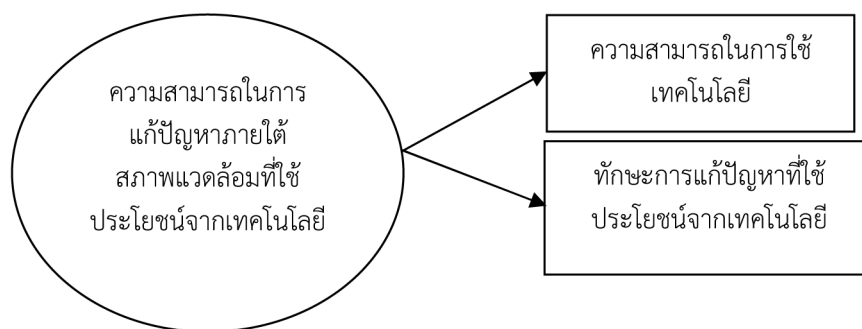 ความสามารถในการ
แก้ปัญหาภายใต้
สภาพแวดล้อมที่ใช้
ประโยชน์จากเทคโนโลยี
ความสามารถในการใช้
เทคโนโลยี
ทักษะการแก้ปัญหาที่ใช้
ประโยชน์จากเทคโนโลยี